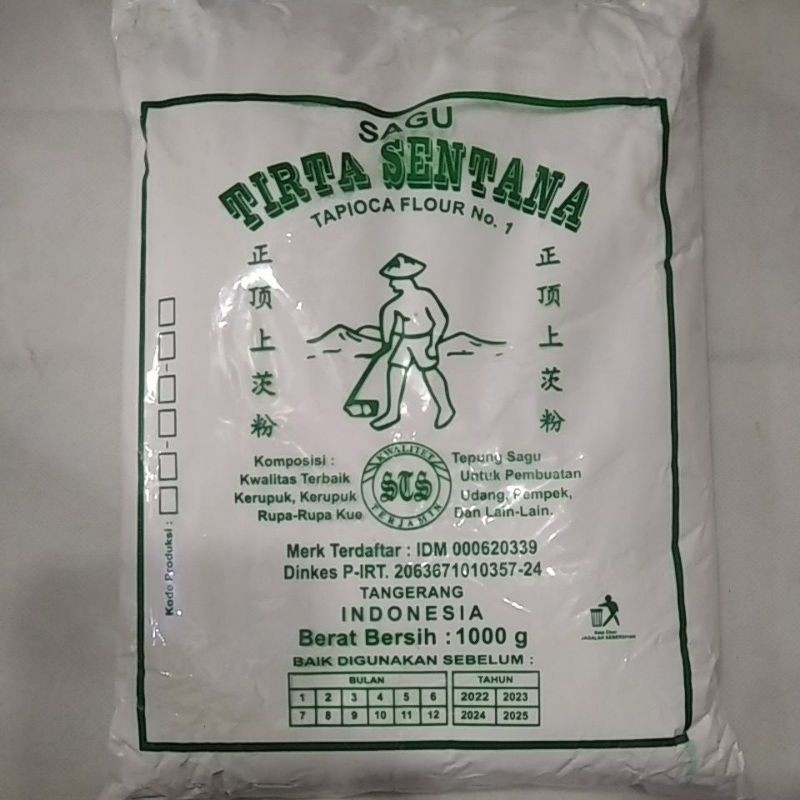 SAGU
TIRTA SENTANA
TAPIOCA FLOUR No. 1
正顶上茨粉
正顶上茨粉
Komposisi : Tepung Sagu
Kwalitas Terbaik Untuk Pembuatan
Kerupuk, Kerupuk Udang, Pempek,
Rupa-Rupa Kue Dan Lain-Lain.
KWALITET
STS
TERJAMIN
Kode Produksi :
Merk Terdaftar : IDM 000620339
Dinkes P-IRT. 2063671010357-24
TANGERANG
INDONESIA
Berat Bersih : 1000 g
BAIK DIGUNAKAN SEBELUM :
BULAN TAHUN
1 2 3 4 5 6 2022 2023
7 8 9 10 11 12 2024 2025
JAGALAH KEBERSIHAN